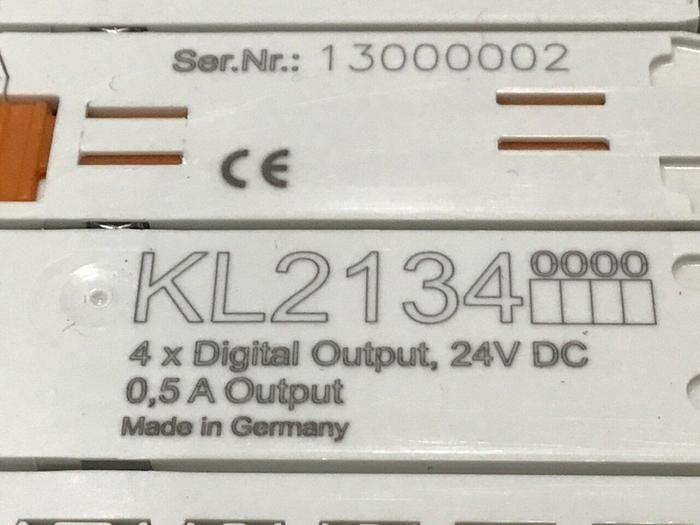 Ser.Nr.: 13000002
CE
KL2134 0000
4 x Digital Output, 24V DC
0,5 A Output
Made in Germany